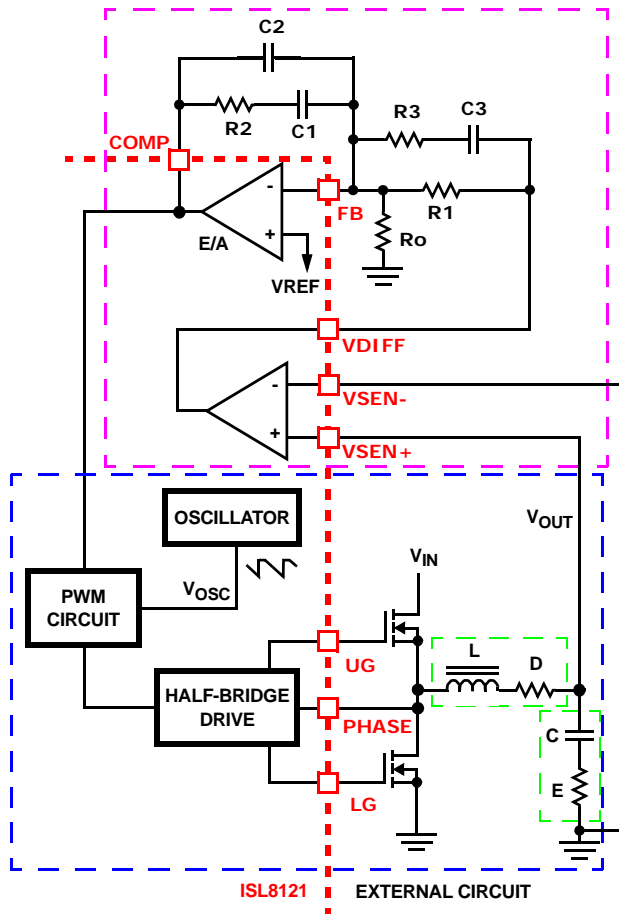 C2
R2
C1
R3
C3
COMP
-
+
E/A
FB
R1
Ro
VREF
VDIFF
-
+
VSEN-
VSEN+
OSCILLATOR
VOUT
VIN
PWM
CIRCUIT
VOSC
UG
L
D
HALF-BRIDGE
DRIVE
PHASE
C
E
LG
ISL8121
EXTERNAL CIRCUIT